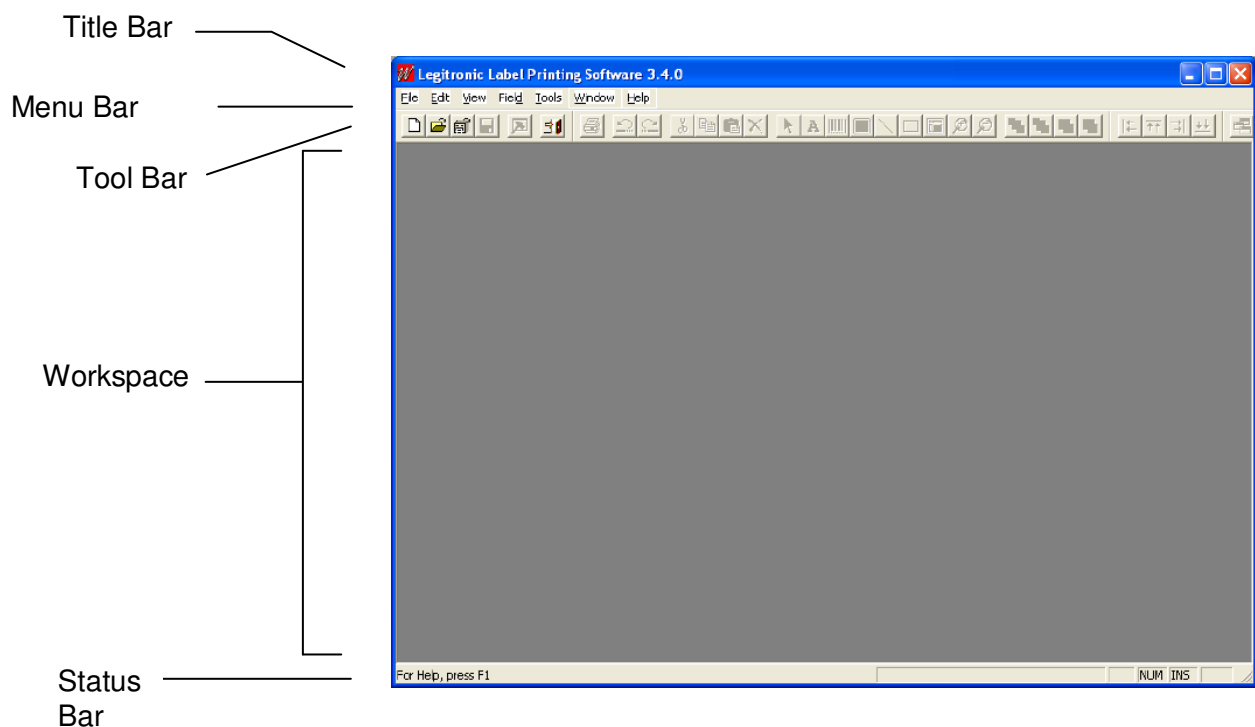 Title Bar
Legitronic Label Printing Software 3.4.0
Menu Bar
File Edit View Field Tools Window Help
Tool Bar
Workspace
Status
Bar
For Help, press F1
NUM INS